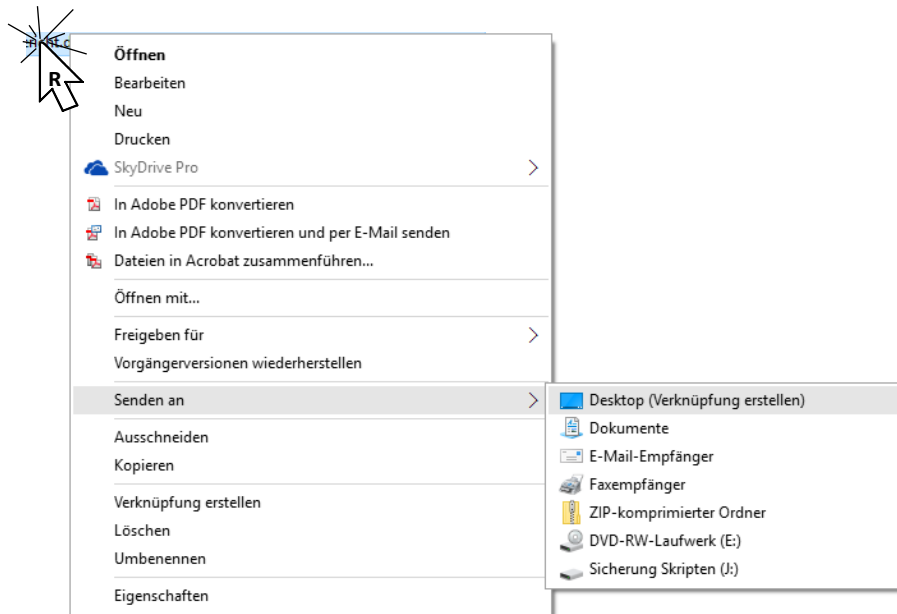 R
Öffnen
Bearbeiten
Neu
Drucken
SkyDrive Pro
In Adobe PDF konvertieren
In Adobe PDF konvertieren und per E-Mail senden
Dateien in Acrobat zusammenführen...
Öffnen mit...
Freigeben für
Vorgängerversionen wiederherstellen
Senden an
Desktop (Verknüpfung erstellen)
Dokumente
E-Mail-Empfänger
Faxempfänger
ZIP-komprimierter Ordner
DVD-RW-Laufwerk (E:)
Sicherung Skripten (J:)
Ausschneiden
Kopieren
Verknüpfung erstellen
Löschen
Umbenennen
Eigenschaften